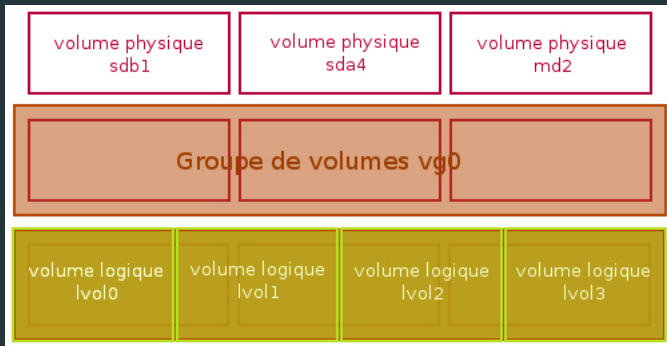 volume physique
sdb1
volume physique
sda4
volume physique
md2
Groupe de volumes vg0
volume logique
lvol0
volume logique
lvol1
volume logique
lvol2
volume logique
lvol3